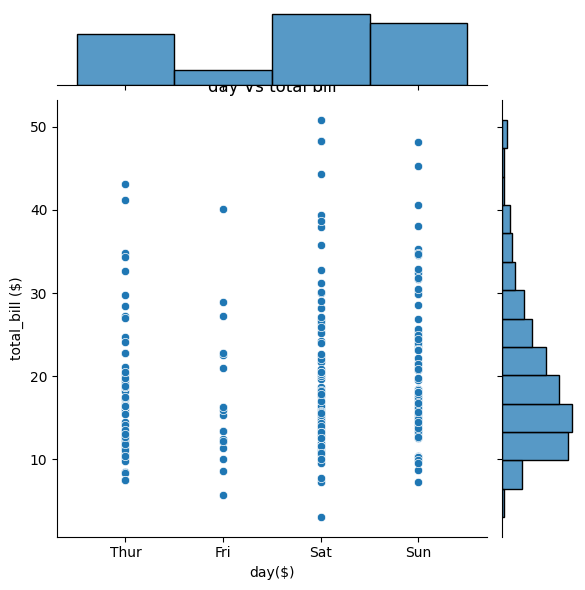 day Vs total bill
50
40
30
20
10
total_bill ($)
Thur Fri Sat Sun
day($)